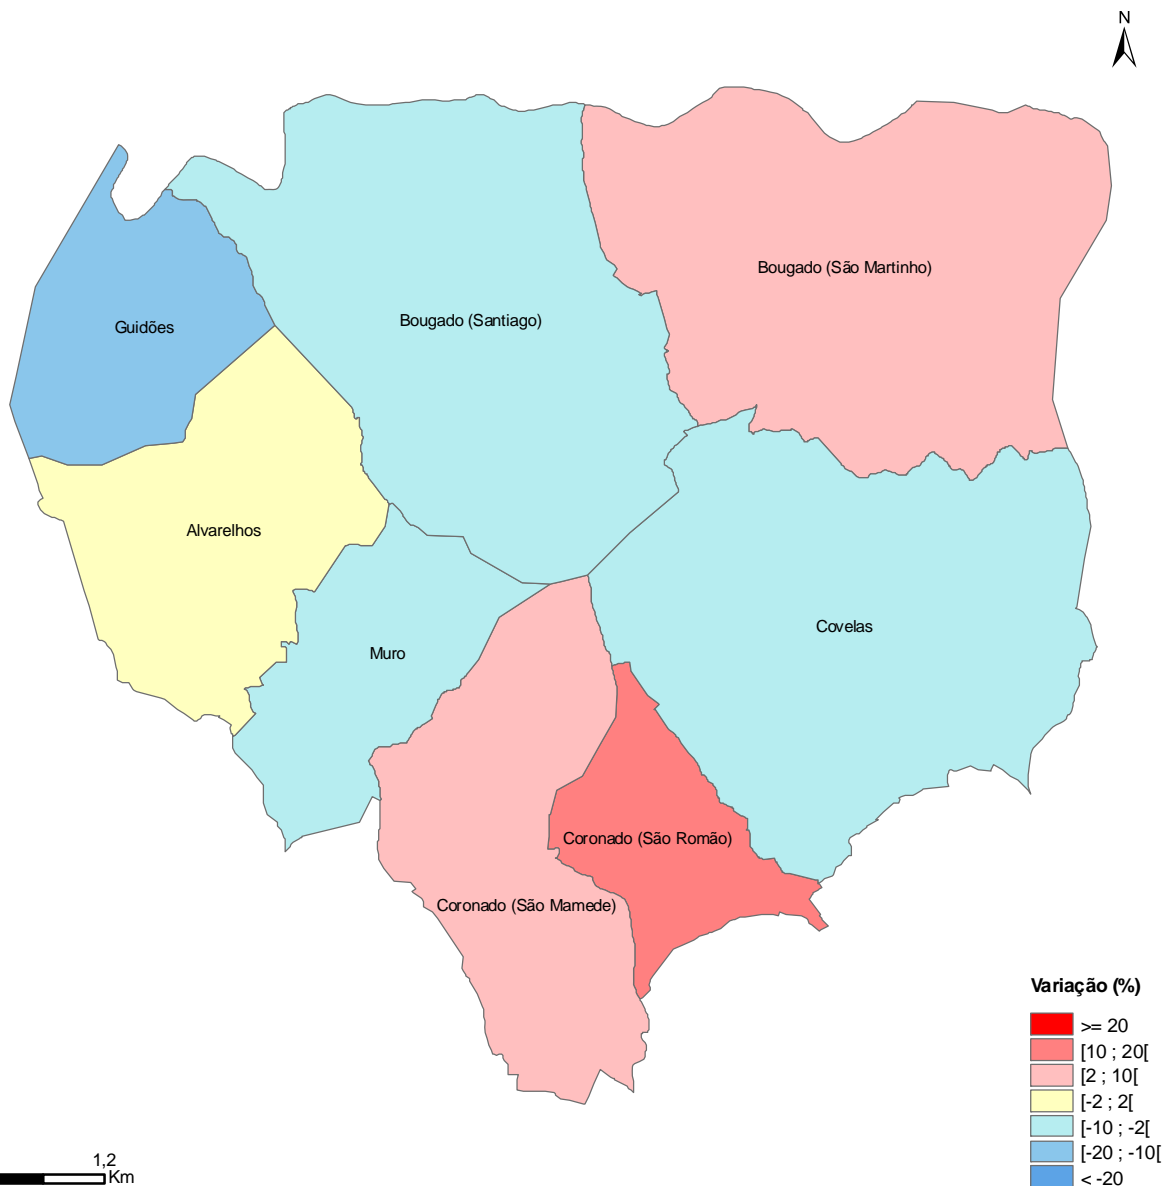 N
Bougado (São Martinho)
Bougado (Santiago)
Guidões
Alvarelhos
Covelas
Muro
Coronado (São Romão)
Coronado (São Mamede)
Variação (%)
>= 20
[10 ; 20[
[2 ; 10[
[-2 ; 2[
[-10 ; -2[
[-20 ; -10[
< -20
1,2
Km